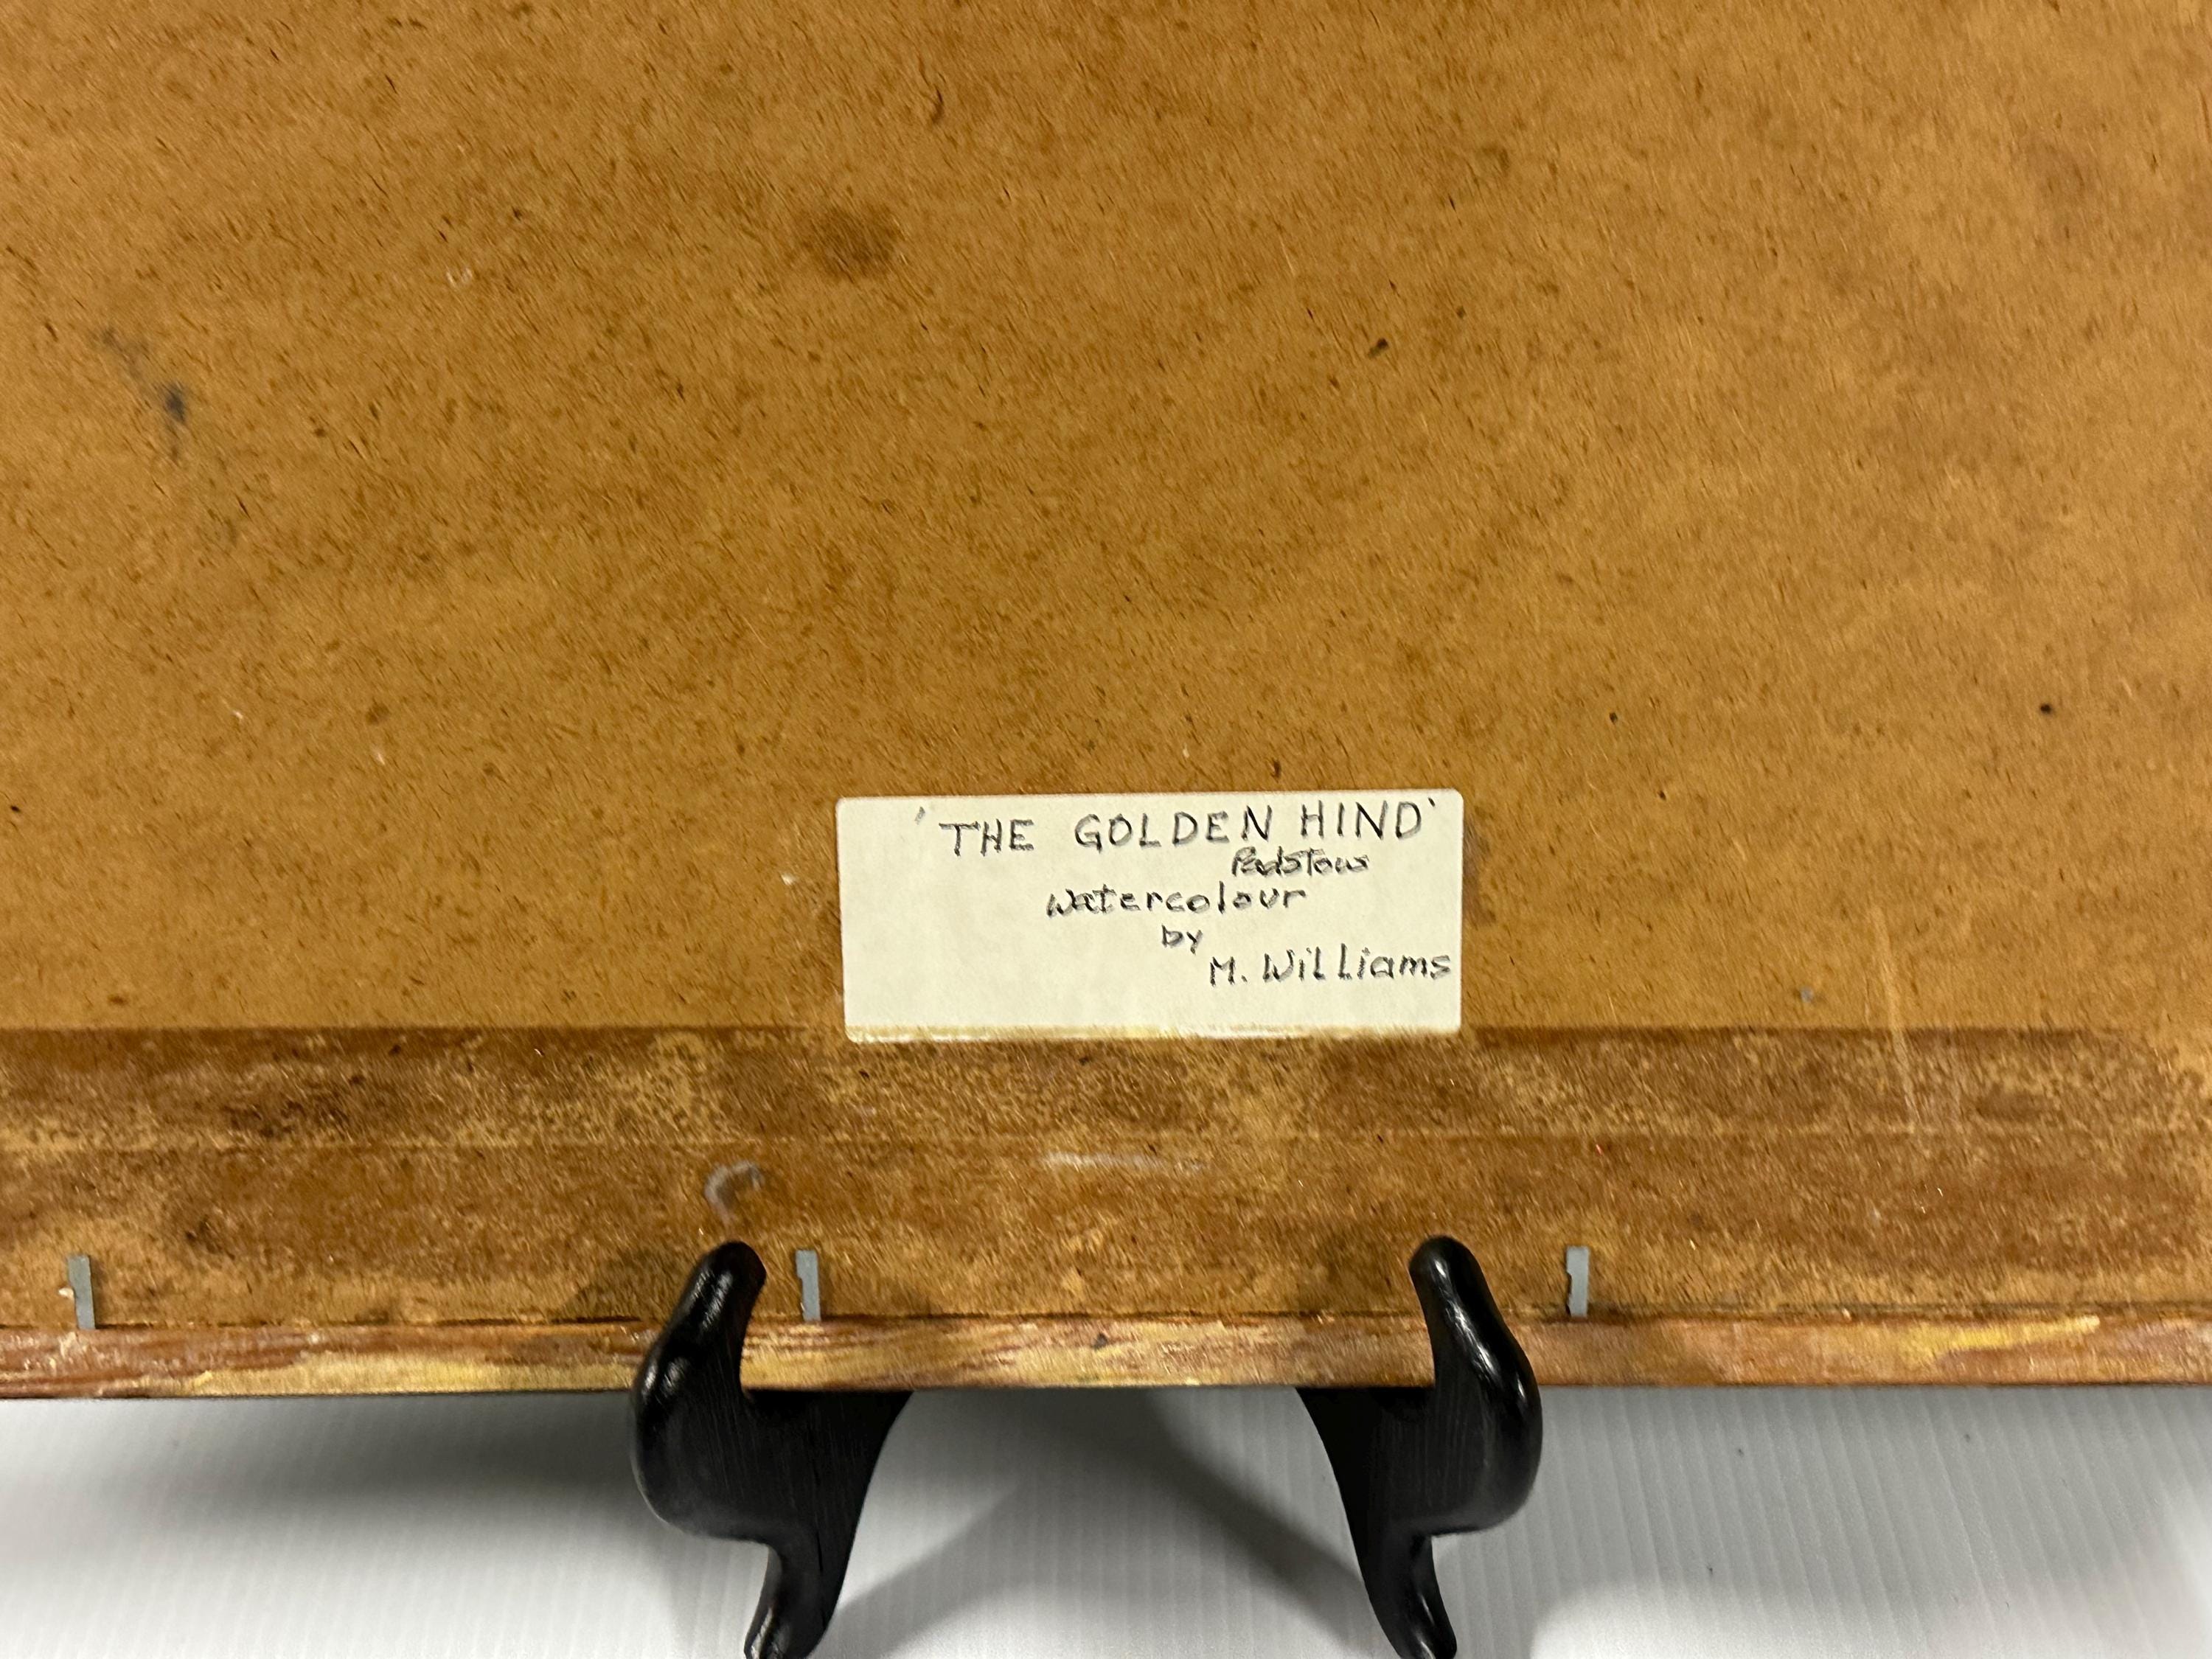 'THE GOLDEN HIND'
Padstow
Watercolour
by
M. Williams